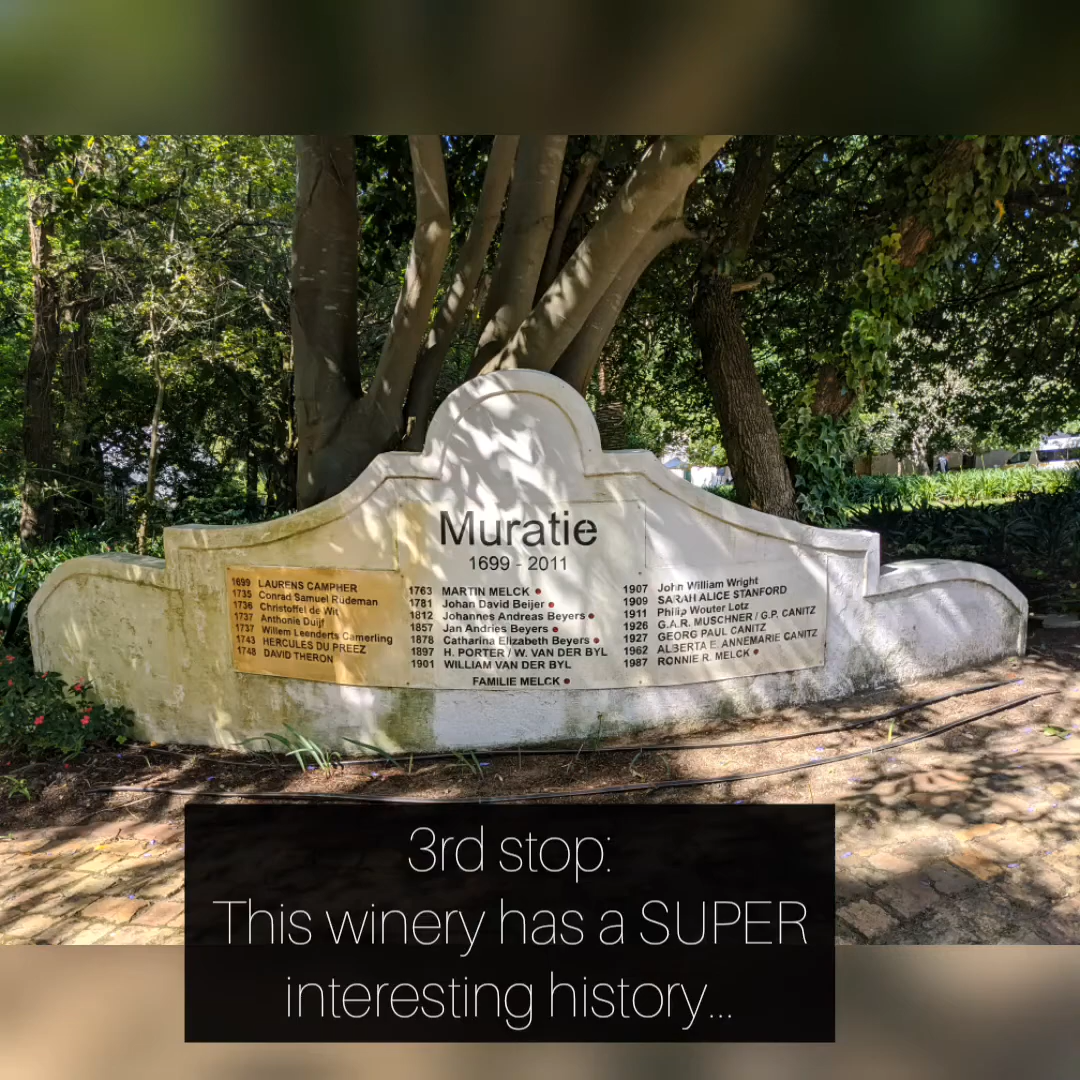 Muratie
1699 - 2011
1699 LAURENS CAMPHER
1735 Conrad Samuel Rüdeman
1736 Christoffel de Wit
1737 Anthonie Duijf
1737 Willem Leenderts Camerling
1743 HERCULES DU PREEZ
1748 DAVID THERON
1763 MARTIN MELCK
1781 Johan David Beijer
1812 Johannes Andreas Beyers
1857 Jan Andries Beyers
1878 Catharina Elizabeth Beyers
1897 H. PORTER / W. VAN DER BYL
1901 WILLIAM VAN DER BYL
FAMILIE MELCK
1907 John William Wright
1909 SARAH ALICE STANFORD
1911 Philip Wouter Lotz
1926 G.A.R. MUSCHNER / G.P. CANITZ
1927 GEORG PAUL CANITZ
1962 ALBERTA E. ANNEMARIE CANITZ
1987 RONNIE R. MELCK
3rd stop:
This winery has a SUPER
interesting history...